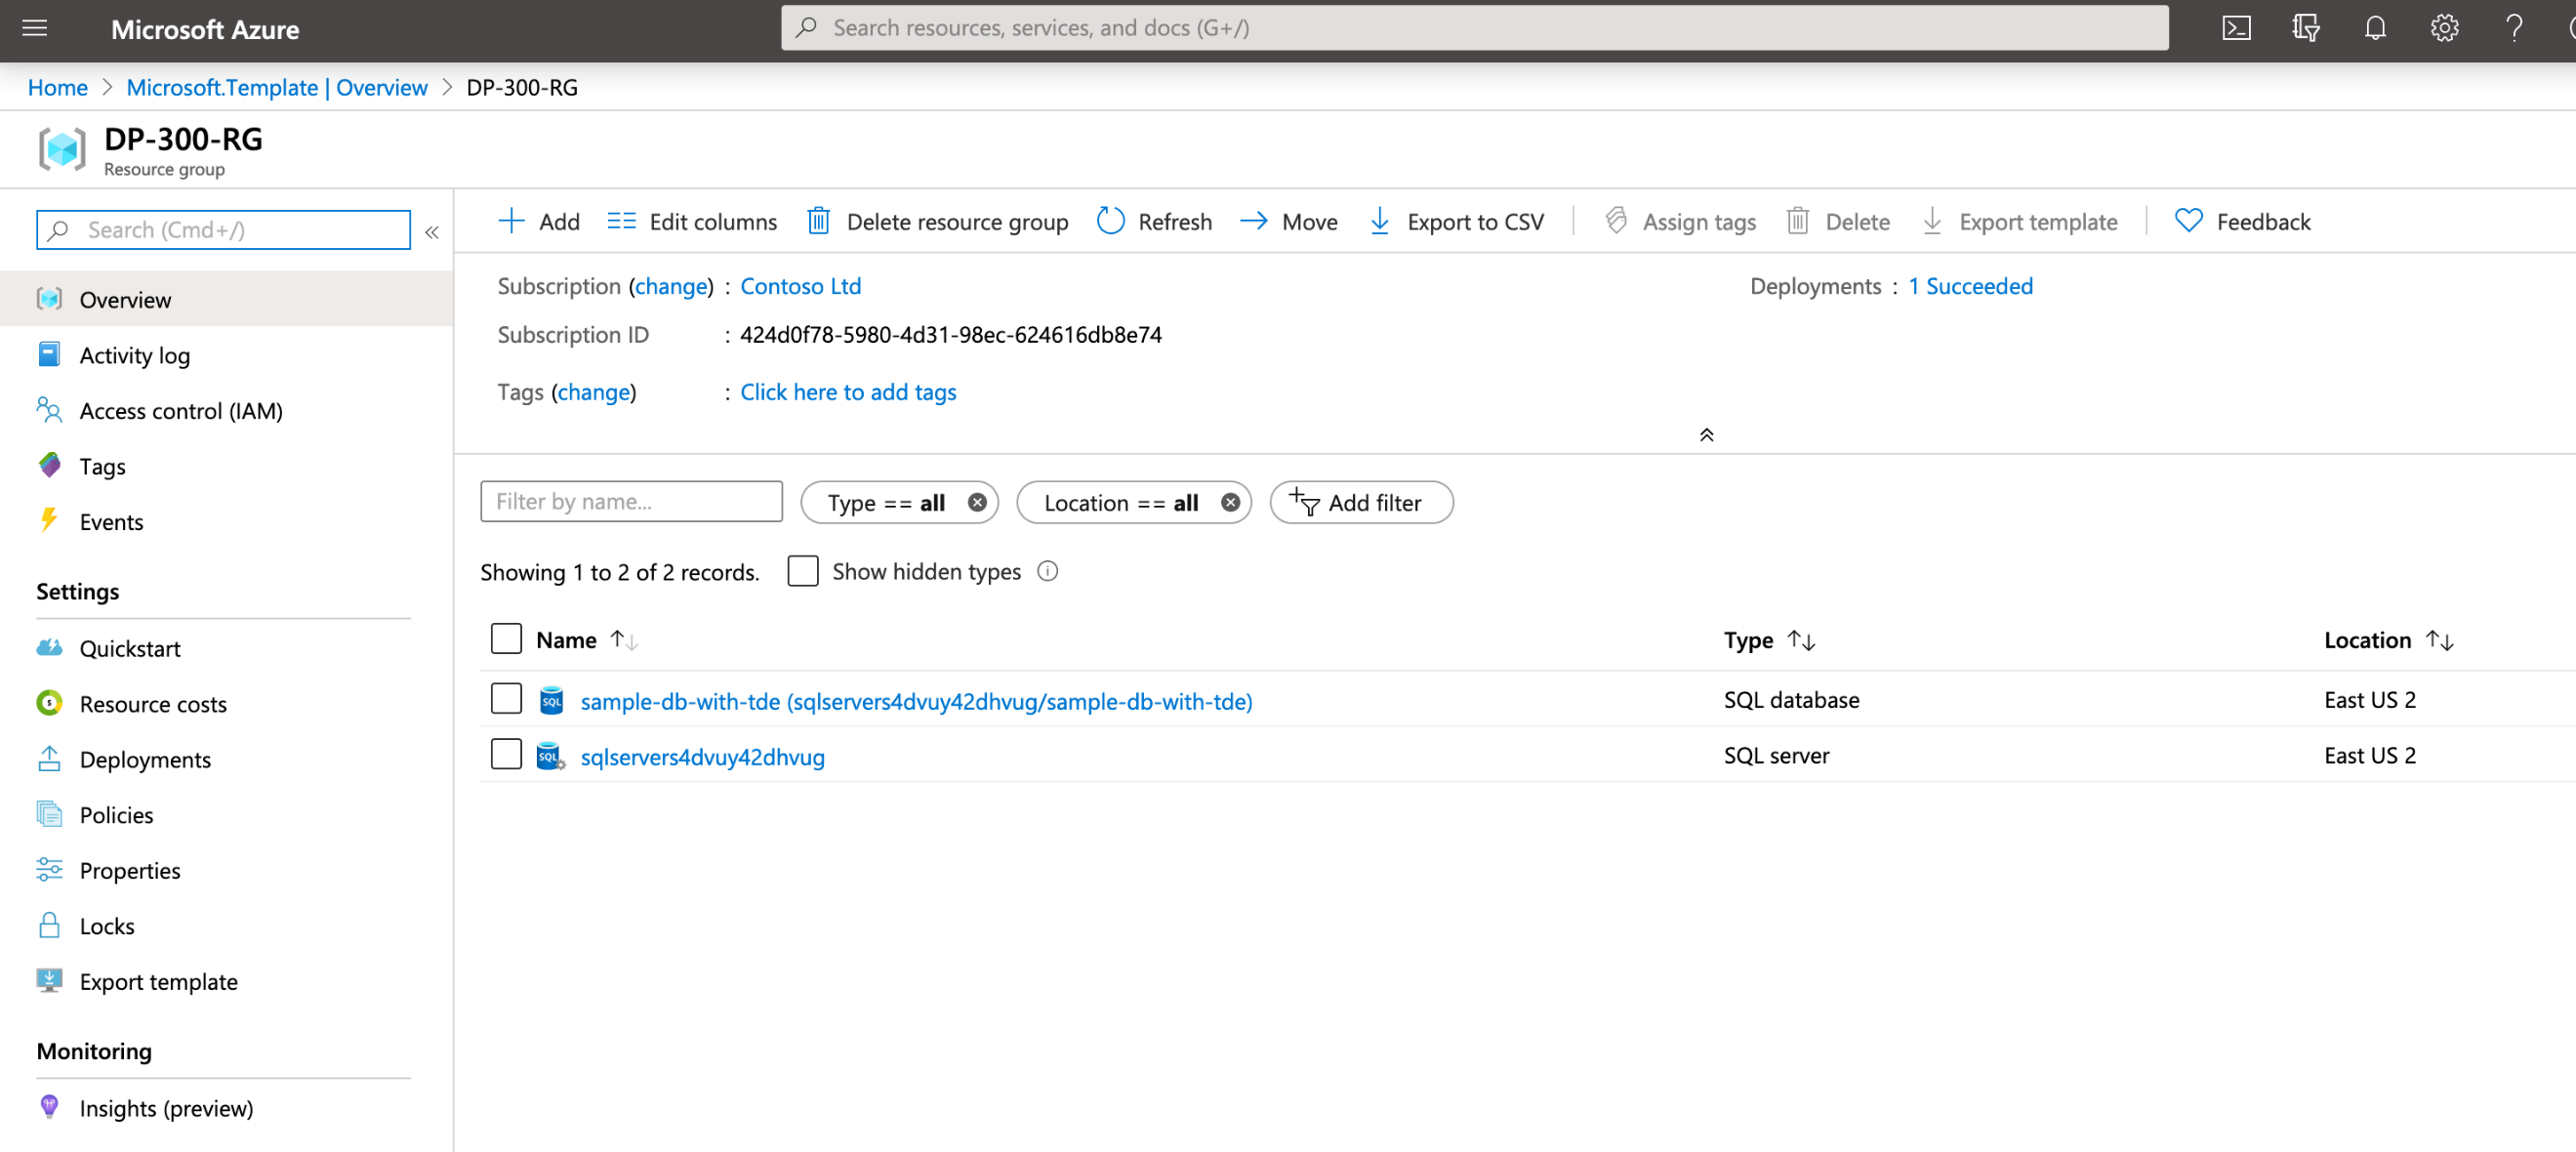 Microsoft Azure
Search resources, services, and docs (G+/)
Home > Microsoft.Template | Overview > DP-300-RG
DP-300-RG
Resource group
Search (Cmd+/)
«
Overview
Activity log
Access control (IAM)
Tags
Events
Settings
Quickstart
Resource costs
Deployments
Policies
Properties
Locks
Export template
Monitoring
Insights (preview)
Add Edit columns Delete resource group Refresh Move Export to CSV Assign tags Delete Export template Feedback
Subscription (change) : Contoso Ltd Deployments : 1 Succeeded
Subscription ID : 424d0f78-5980-4d31-98ec-624616db8e74
Tags (change) : Click here to add tags
Filter by name... Type == all Location == all Add filter
Showing 1 to 2 of 2 records. Show hidden types
Name Type Location
sample-db-with-tde (sqlservers4dvuy42dhvug/sample-db-with-tde) SQL database East US 2
sqlservers4dvuy42dhvug SQL server East US 2